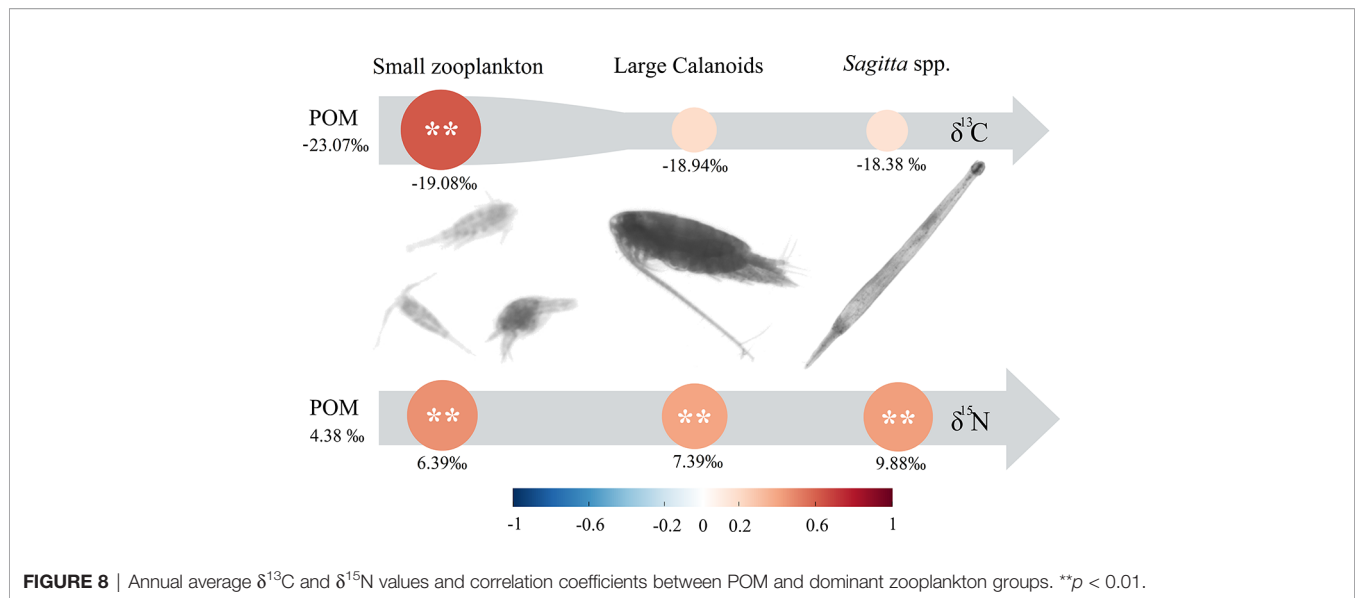 Small zooplankton Large Calanoids Sagitta spp.
POM
-23.07‰
** δ13C
-19.08‰ -18.94‰ -18.38 ‰
POM
4.38 ‰
** ** ** δ15N
6.39‰ 7.39‰ 9.88‰
-1 -0.6 -0.2 0 0.2 0.6 1
FIGURE 8 | Annual average δ13C and δ15N values and correlation coefficients between POM and dominant zooplankton groups. **p < 0.01.